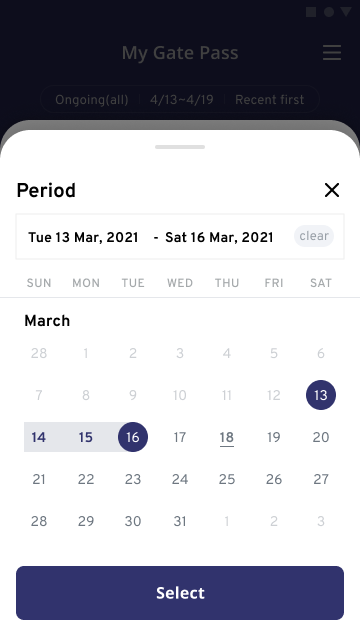 My Gate Pass
Ongoing(all) 4/13~4/19 Recent first
Period
Tue 13 Mar, 2021 - Sat 16 Mar, 2021 clear
SUN MON TUE WED THU FRI SAT
March
28 1 2 3 4 5 6
7 8 9 10 11 12 13
14 15 16 17 18 19 20
21 22 23 24 25 26 27
28 29 30 31 1 2 3
Select